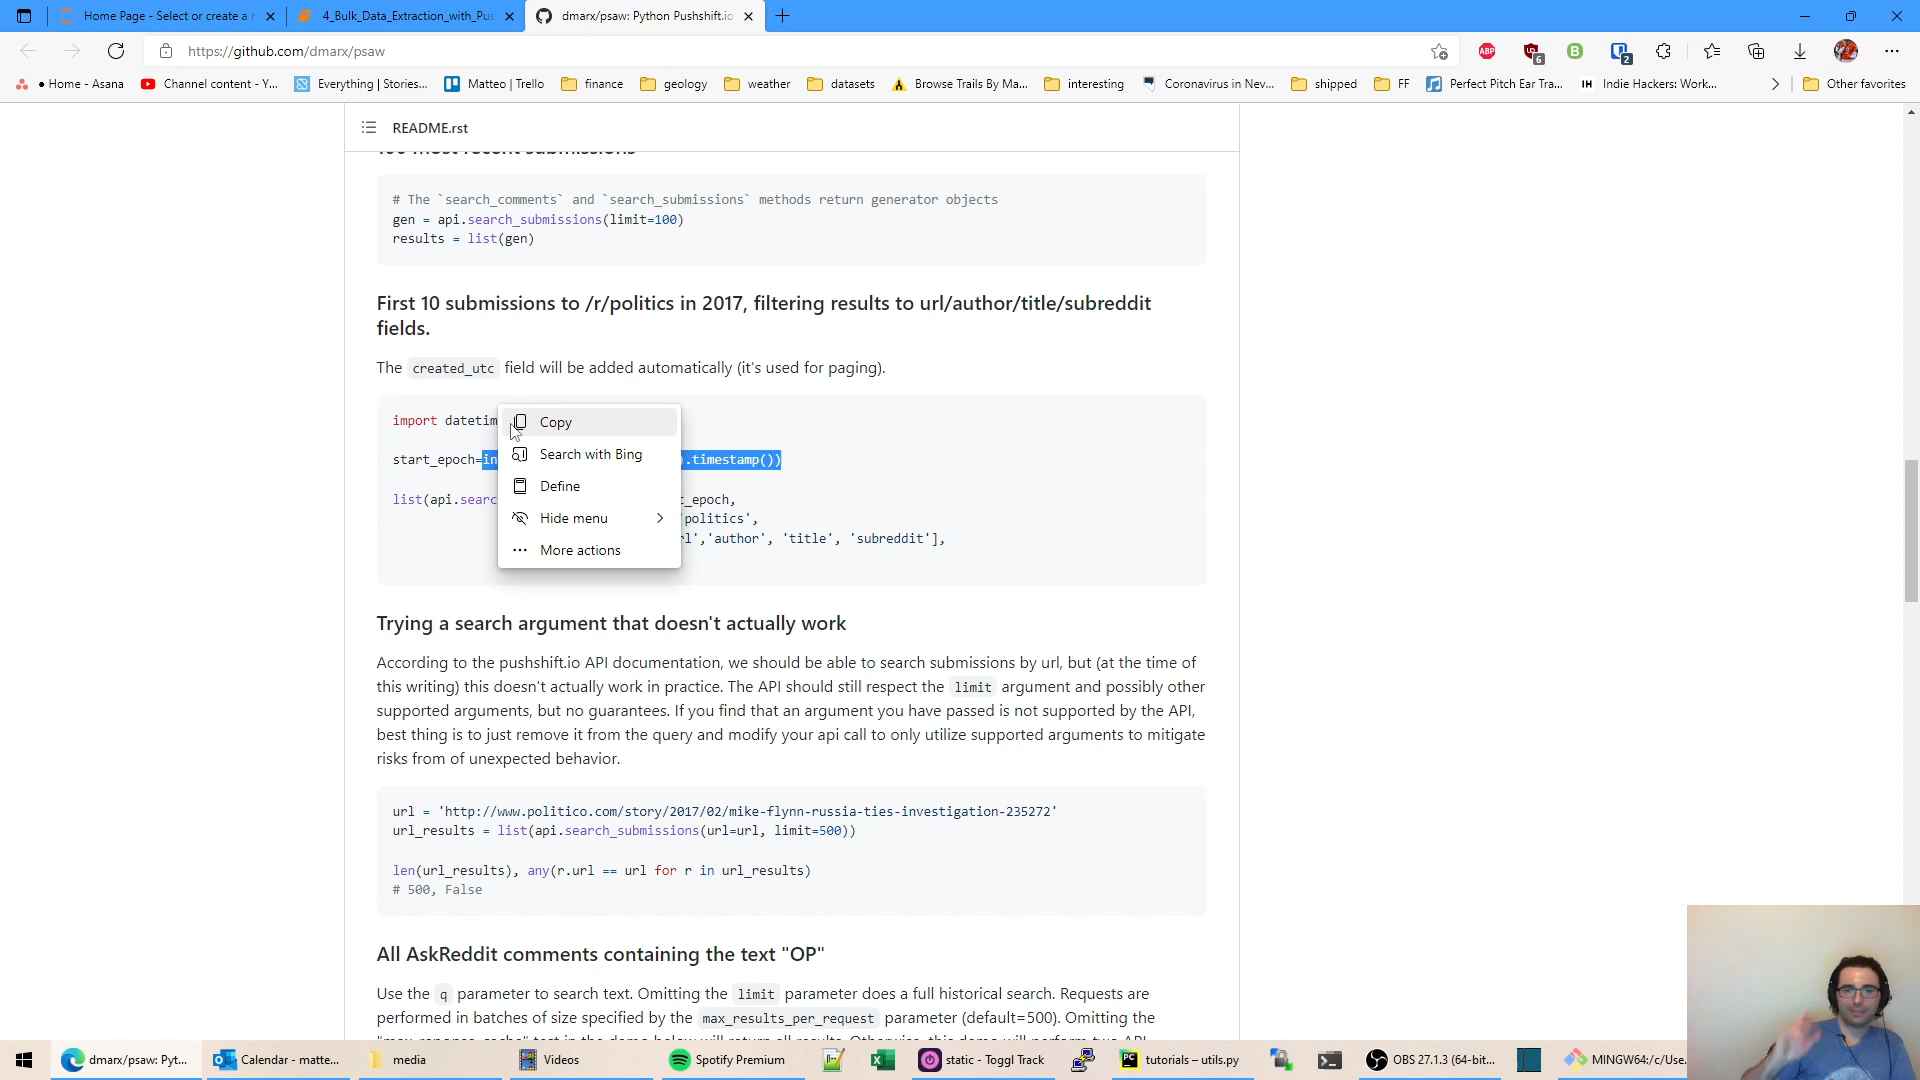 Home Page - Select or create a n
4_Bulk_Data_Extraction_with_Pus
dmarx/psaw: Python Pushshift.io
https://github.com/dmarx/psaw
ABP
6
B
2
• Home - Asana
Channel content - Y...
Everything | Stories...
Matteo | Trello
finance
geology
weather
datasets
Browse Trails By Ma...
interesting
Coronavirus in Nev...
shipped
FF
Perfect Pitch Ear Tra...
IH
Indie Hackers: Work...
Other favorites
README.rst
100 most recent submissions
# The `search_comments` and `search_submissions` methods return generator objects
gen = api.search_submissions(limit=100)
results = list(gen)
First 10 submissions to /r/politics in 2017, filtering results to url/author/title/subreddit
fields.
The created_utc field will be added automatically (it's used for paging).
import datetim
start_epoch=in
).timestamp())
list(api.searc
t_epoch,
'politics',
rl','author', 'title', 'subreddit'],
Copy
Search with Bing
Define
Hide menu
More actions
Trying a search argument that doesn't actually work
According to the pushshift.io API documentation, we should be able to search submissions by url, but (at the time of
this writing) this doesn't actually work in practice. The API should still respect the limit argument and possibly other
supported arguments, but no guarantees. If you find that an argument you have passed is not supported by the API,
best thing is to just remove it from the query and modify your api call to only utilize supported arguments to mitigate
risks from of unexpected behavior.
url = 'http://www.politico.com/story/2017/02/mike-flynn-russia-ties-investigation-235272'
url_results = list(api.search_submissions(url=url, limit=500))
len(url_results), any(r.url == url for r in url_results)
# 500, False
All AskReddit comments containing the text "OP"
Use the q parameter to search text. Omitting the limit parameter does a full historical search. Requests are
performed in batches of size specified by the max_results_per_request parameter (default=500). Omitting the
dmarx/psaw: Pyt...
Calendar - matte...
media
Videos
Spotify Premium
static - Toggl Track
PC
tutorials – utils.py
OBS 27.1.3 (64-bit...
MINGW64:/c/Use...